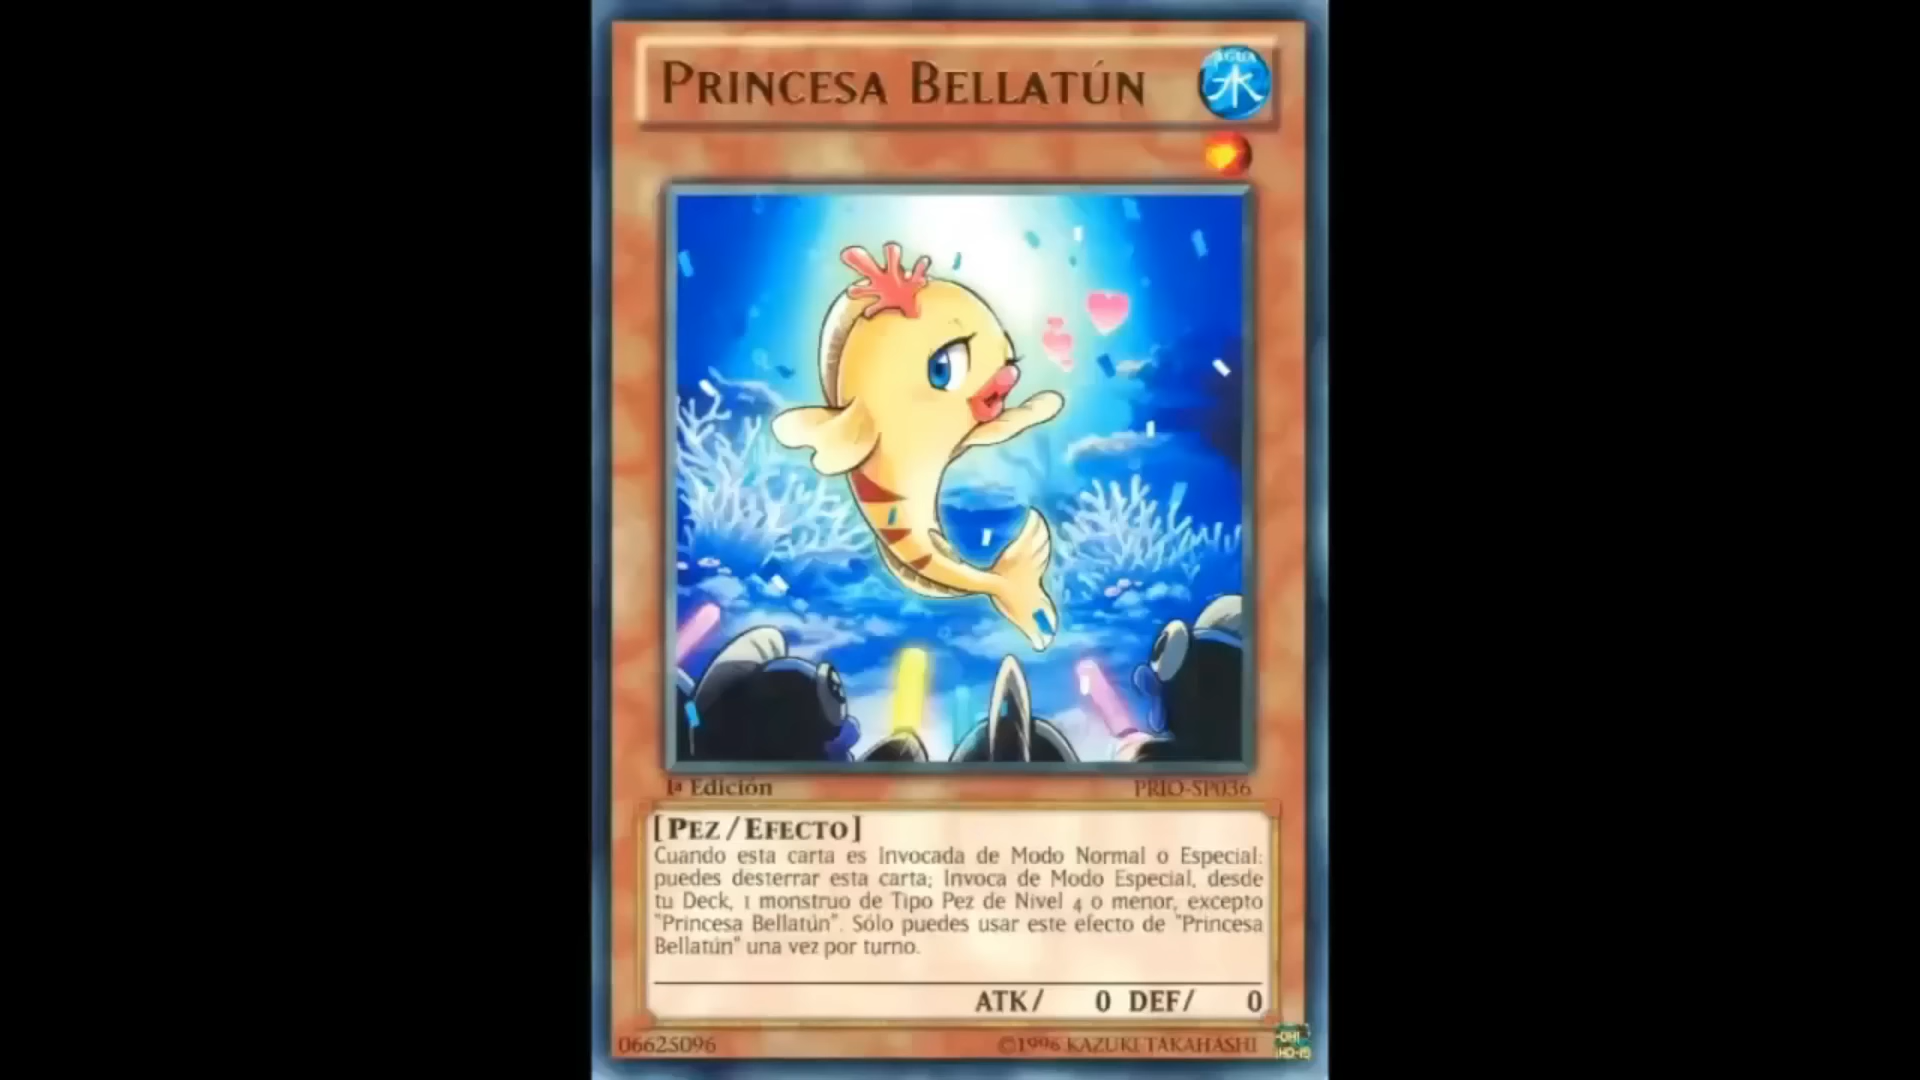 PRINCESA BELLATÚN
AGUA
水
1ª Edición
PRIO-SP036
[PEZ/EFECTO]
Cuando esta carta es Invocada de Modo Normal o Especial:
puedes desterrar esta carta; Invoca de Modo Especial, desde
tu Deck, 1 monstruo de Tipo Pez de Nivel 4 o menor, excepto
"Princesa Bellatún". Sólo puedes usar este efecto de "Princesa
Bellatún" una vez por turno.
ATK/ 0 DEF/ 0
06625096
©1996 KAZUKI TAKAHASHI